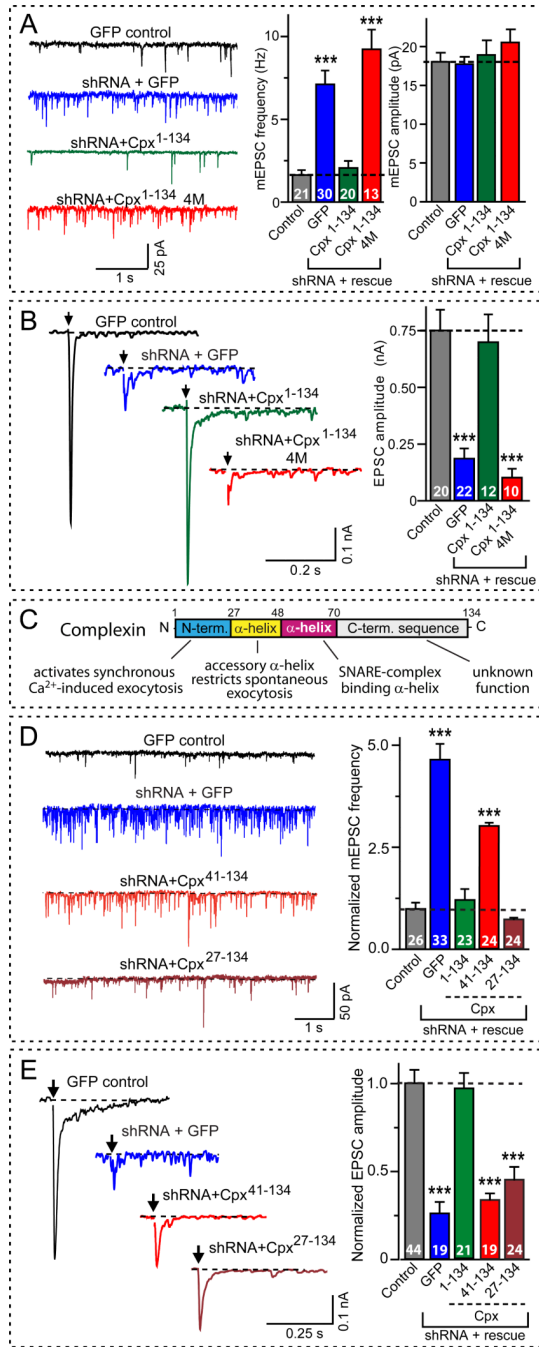 A
GFP control
shRNA + GFP
shRNA+Cpx1-134
shRNA+Cpx1-134 4M
1 s
25 pA
mEPSC frequency (Hz)
10
7.5
5
2.5
0
***
***
21
30
20
13
Control
GFP
Cpx 1-134
Cpx 1-134 4M
shRNA + rescue
mEPSC amplitude (pA)
20
15
10
5
0
Control
GFP
Cpx 1-134
Cpx 1-134 4M
shRNA + rescue
B
GFP control
shRNA + GFP
shRNA+Cpx1-134
shRNA+Cpx1-134
4M
0.2 s
0.1 nA
EPSC amplitude (nA)
0.75
0.50
0.25
0
***
***
20
22
12
10
Control
GFP
Cpx 1-134
Cpx 1-134 4M
shRNA + rescue
C
1 27 48 70 134
Complexin N N-term. α-helix α-helix C-term. sequence C
activates synchronous
Ca2+-induced exocytosis
accessory α-helix
restricts spontaneous
exocytosis
SNARE-complex
binding α-helix
unknown
function
D
GFP control
shRNA + GFP
shRNA+Cpx41-134
shRNA+Cpx27-134
1 s
50 pA
Normalized mEPSC frequency
5.0
2.5
0.0
***
***
26
33
23
24
24
Control
GFP
1-134
41-134
27-134
Cpx
shRNA + rescue
E
GFP control
shRNA + GFP
shRNA+Cpx41-134
shRNA+Cpx27-134
0.25 s
0.1 nA
Normalized EPSC amplitude
1.0
0.5
0
***
***
***
44
19
21
19
24
Control
GFP
1-134
41-134
27-134
Cpx
shRNA + rescue